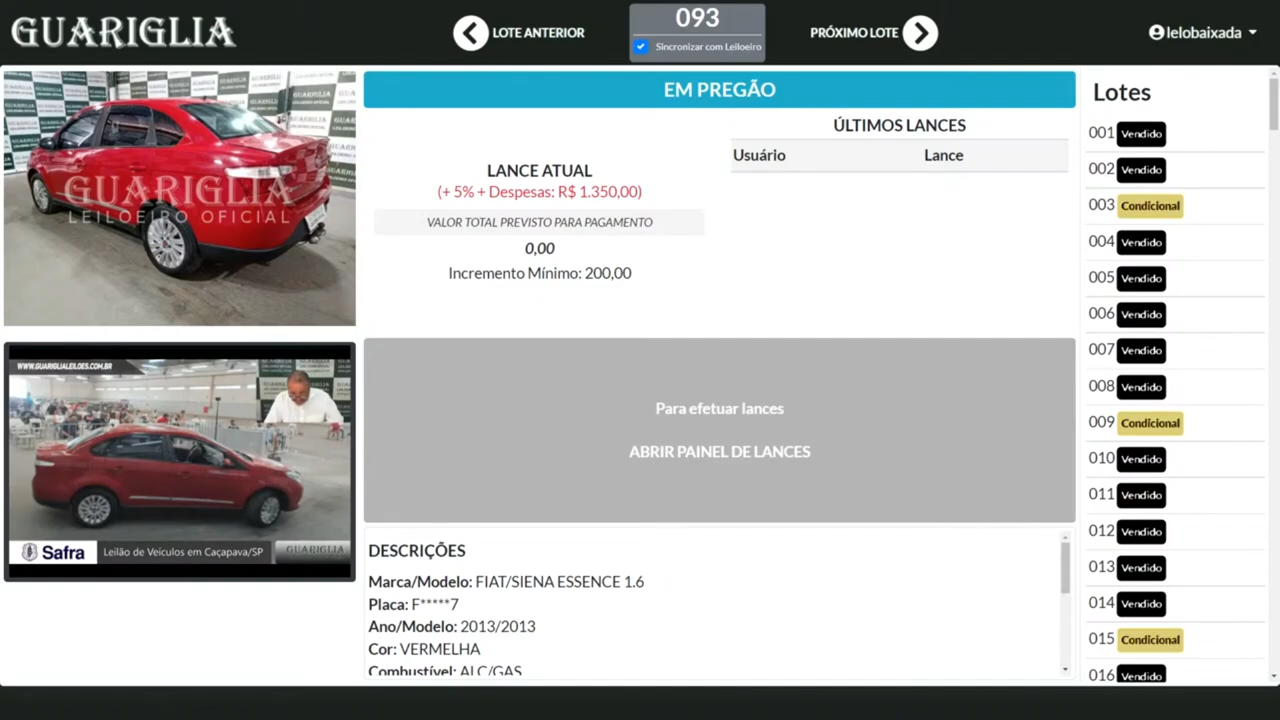 GUARIGLIA
LOTE ANTERIOR
093
Sincronizar com Leiloeiro
PRÓXIMO LOTE
lelobaixada
GUARIGLIA
LEILOEIRO OFICIAL
EM PREGÃO
LANCE ATUAL
(+ 5% + Despesas: R$ 1.350,00)
VALOR TOTAL PREVISTO PARA PAGAMENTO
0,00
Incremento Mínimo: 200,00
ÚLTIMOS LANCES
Usuário Lance
WWW.GUARIGLIALEILOES.COM.BR
Safra
Leilão de Veículos em Caçapava/SP
GUARIGLIA
Para efetuar lances
ABRIR PAINEL DE LANCES
DESCRIÇÕES
Marca/Modelo: FIAT/SIENA ESSENCE 1.6
Placa: F*****7
Ano/Modelo: 2013/2013
Cor: VERMELHA
Combustível: ALC/GAS
Lotes
001 Vendido
002 Vendido
003 Condicional
004 Vendido
005 Vendido
006 Vendido
007 Vendido
008 Vendido
009 Condicional
010 Vendido
011 Vendido
012 Vendido
013 Vendido
014 Vendido
015 Condicional
016 Vendido